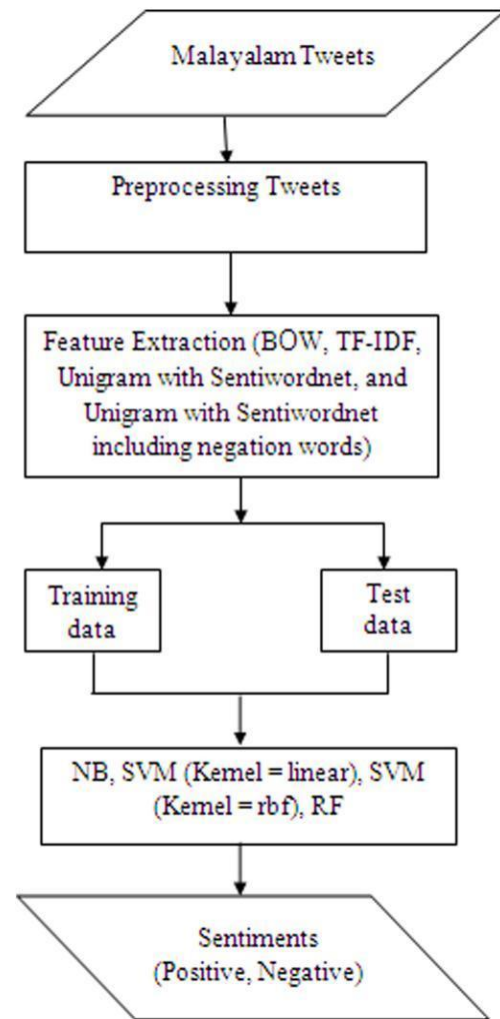 Malayalam Tweets
Preprocessing Tweets
Feature Extraction (BOW, TF-IDF,
Unigram with Sentiwordnet, and
Unigram with Sentiwordnet
including negation words)
Training
data
Test
data
NB, SVM (Kernel = linear), SVM
(Kernel = rbf), RF
Sentiments
(Positive, Negative)